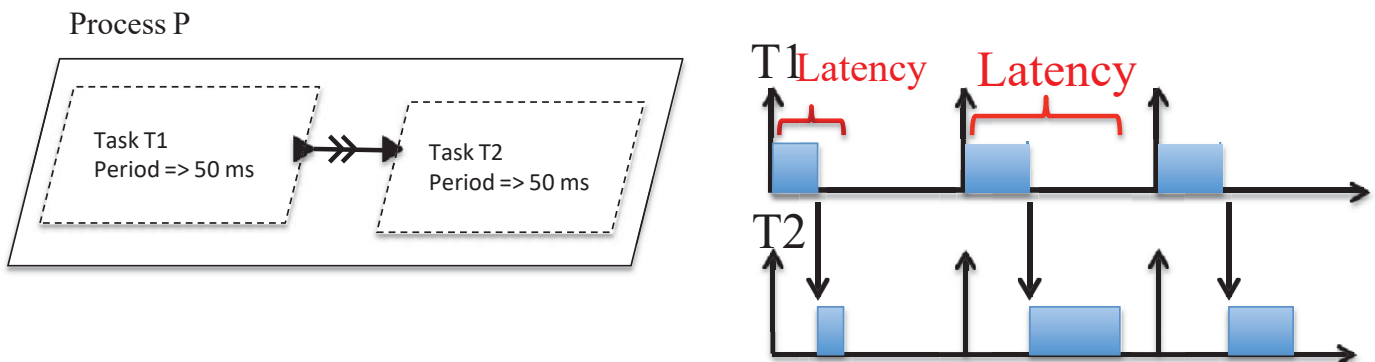 Process P
Task T1
Period => 50 ms
Task T2
Period => 50 ms
T1
Latency
Latency
T2